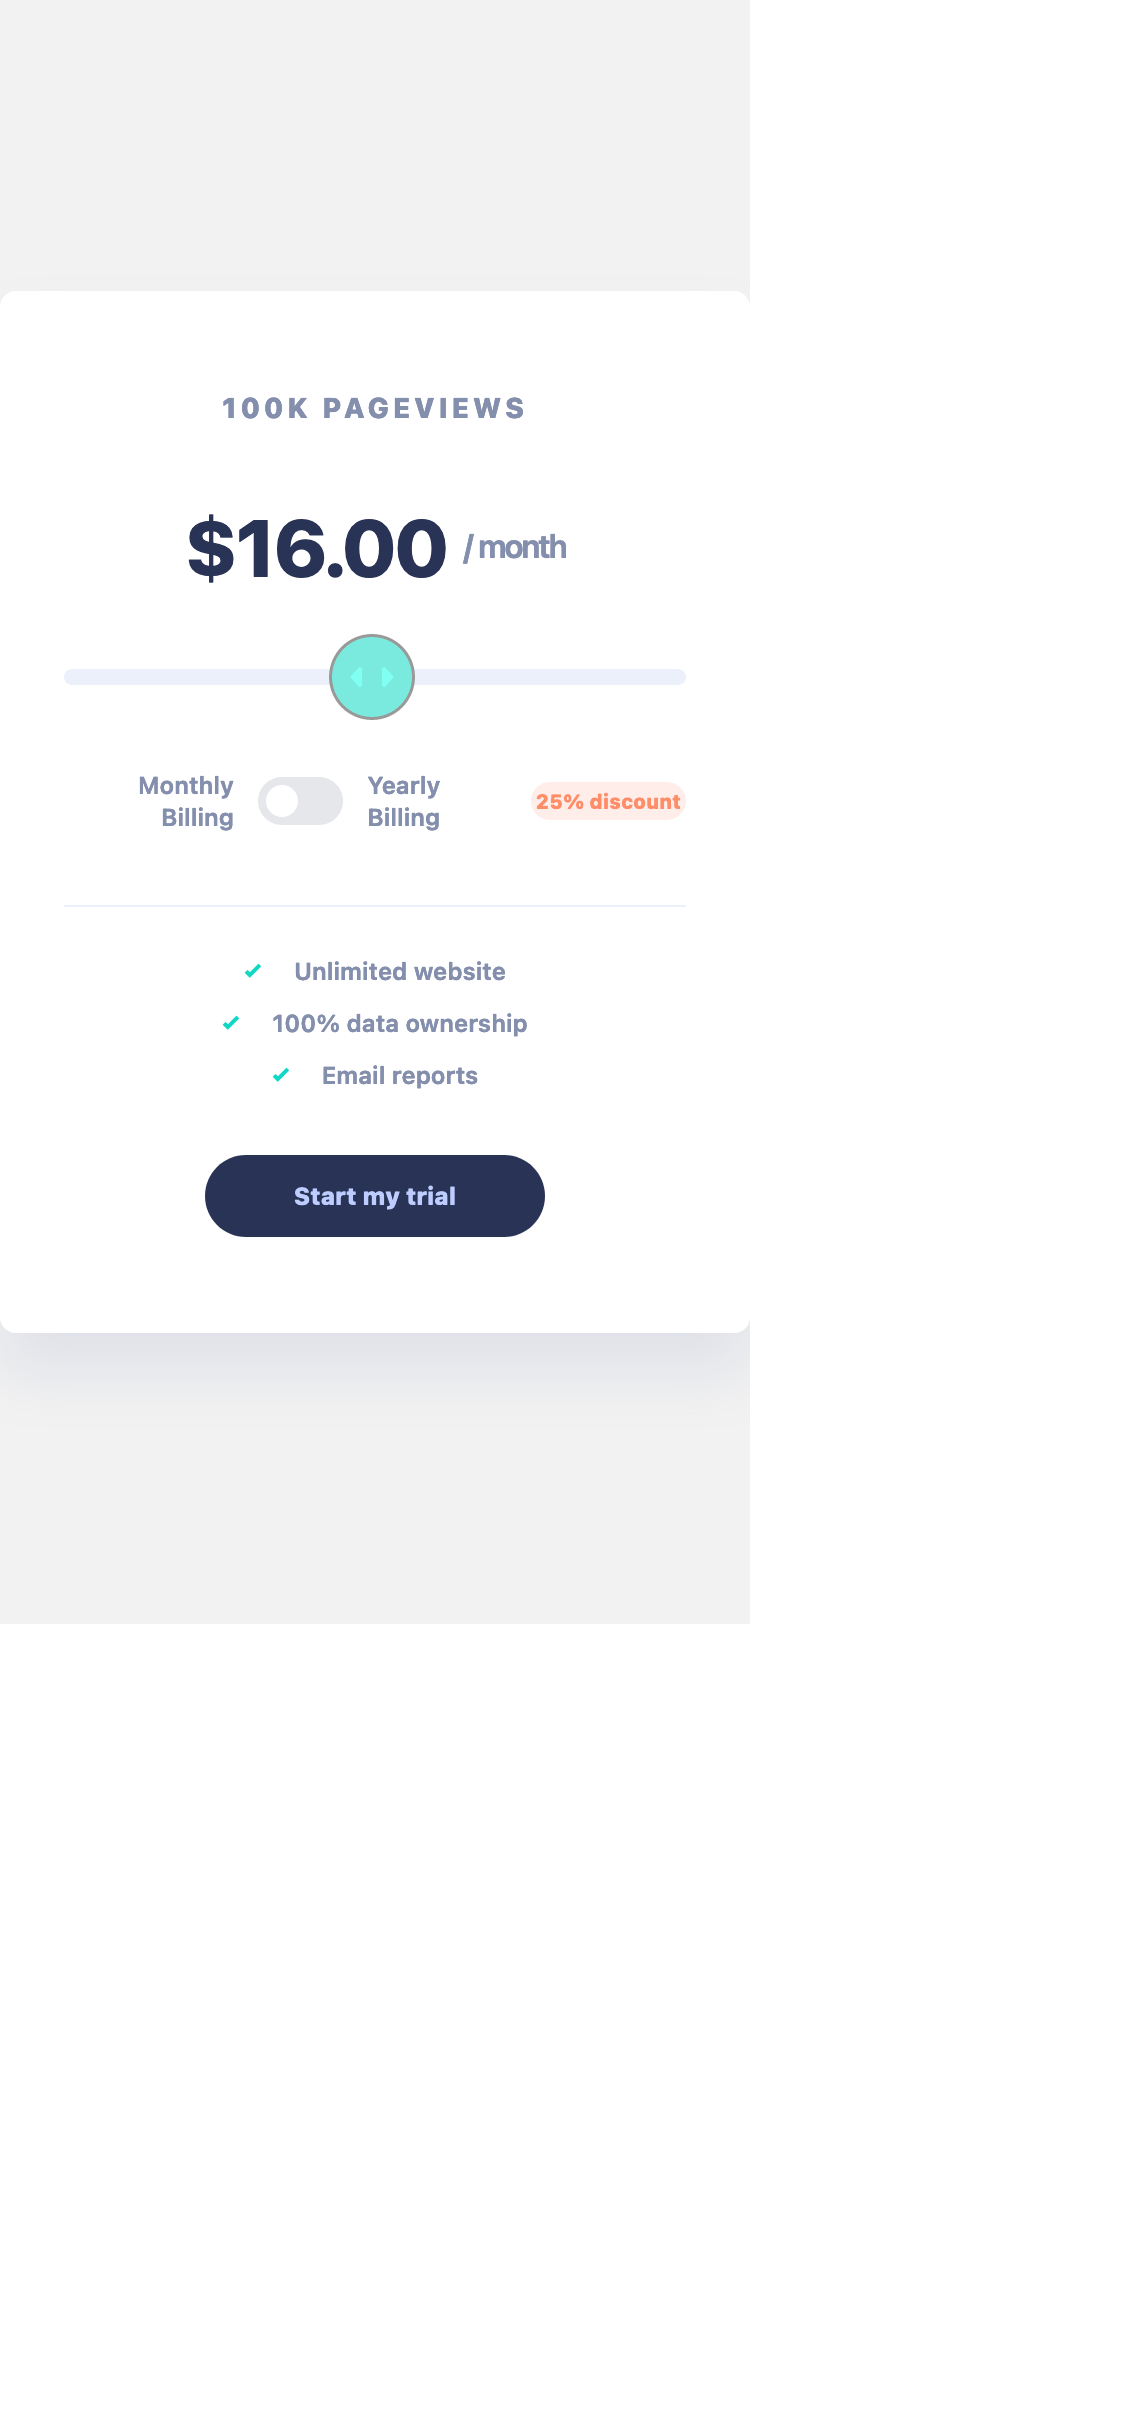 100K PAGEVIEWS
$16.00 / month
Monthly Billing
Yearly Billing
25% discount
Unlimited website
100% data ownership
Email reports
Start my trial